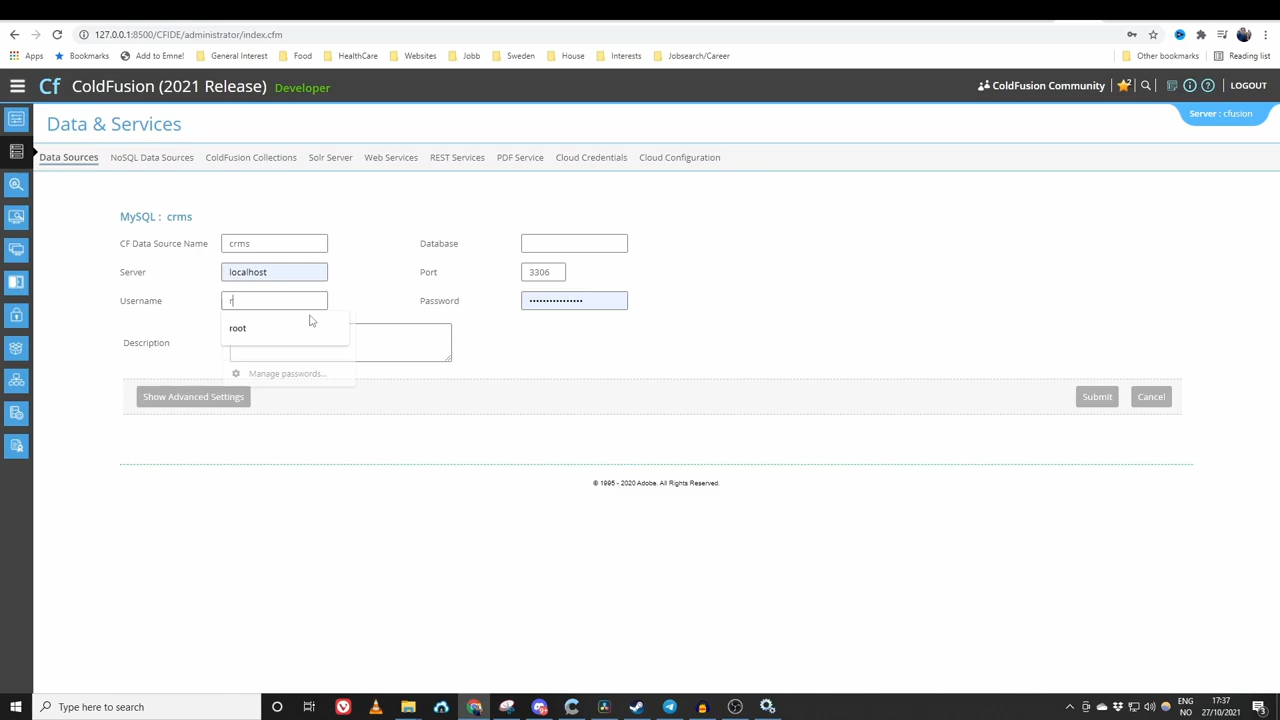 127.0.0.1:8500/CFIDE/administrator/index.cfm
Apps Bookmarks Add to Emne! General Interest Food HealthCare Websites Jobb Sweden House Interests Jobsearch/Career Other bookmarks Reading list
Cf ColdFusion (2021 Release) Developer ColdFusion Community 2 LOGOUT
Data & Services
Server : cfusion
Data Sources NoSQL Data Sources ColdFusion Collections Solr Server Web Services REST Services PDF Service Cloud Credentials Cloud Configuration
MySQL : crms
CF Data Source Name crms Database
Server localhost Port 3306
Username r Password ••••••••••••••••
root
Description
Manage passwords...
Show Advanced Settings Submit Cancel
© 1995 - 2020 Adobe. All Rights Reserved.
Type here to search
ENG 17:37
NO 27/10/2021